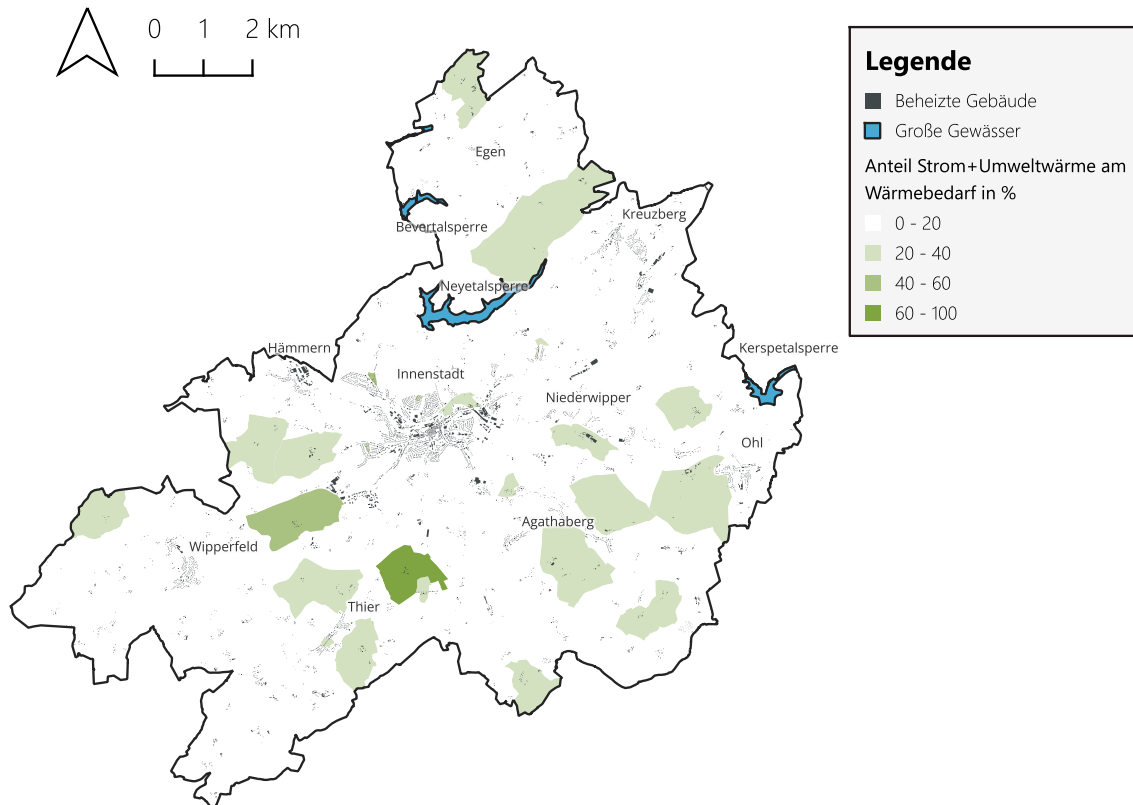 0 1 2 km
Legende
Beheizte Gebäude
Große Gewässer
Anteil Strom+Umweltwärme am
Wärmebedarf in %
0 - 20
20 - 40
40 - 60
60 - 100
Egen
Kreuzberg
Bevertalsperre
Neyetalsperre
Hämmern
Kerspetalsperre
Innenstadt
Niederwipper
Ohl
Agathaberg
Wipperfeld
Thier